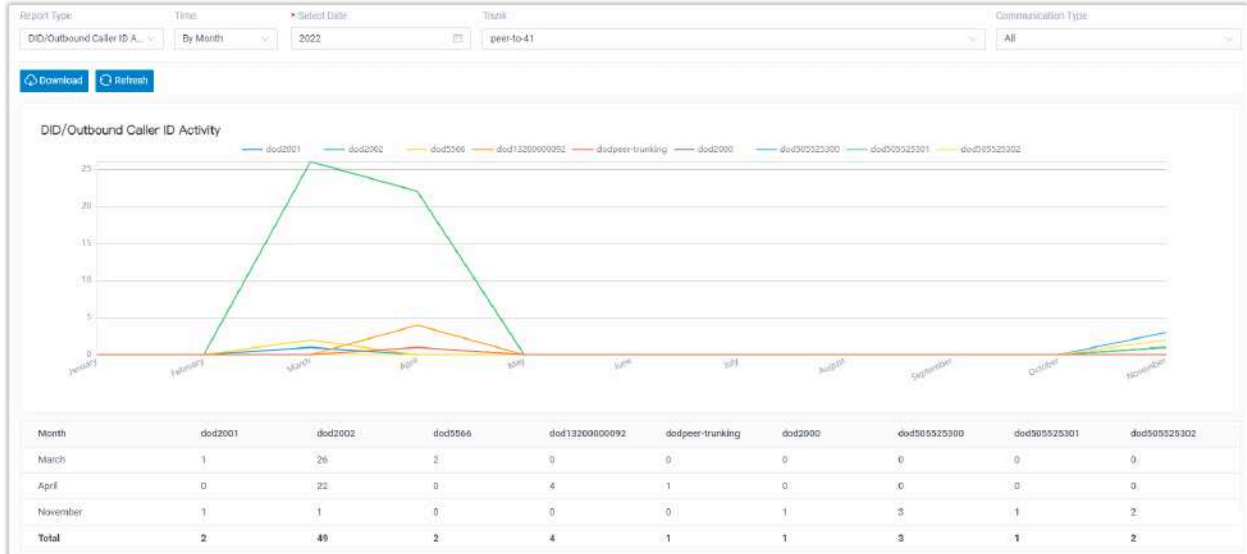 Report Type Time: * Select Date Trunk Communication Type
DID/Outbound Caller ID A... By Month 2022 peer-to-41 All
Download Refresh
DID/Outbound Caller ID Activity
dod2001 dod2002 dod5566 dod13200000092 dodpeer-trunking dod2000 dod505525300 dod505525301 dod505525302
25
20
15
10
5
0
January February March April May June July August September October November
Month dod2001 dod2002 dod5566 dod13200000092 dodpeer-trunking dod2000 dod505525300 dod505525301 dod505525302
March 1 26 2 0 0 0 0 0 0
April 0 22 0 4 1 0 0 0 0
November 1 1 0 0 0 1 3 1 2
Total 2 49 2 4 1 1 3 1 2